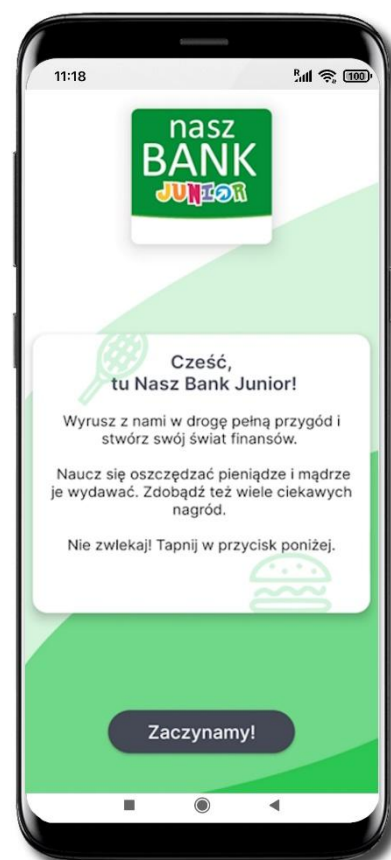 11:18
R
100
nasz
BANK
JUNIOR
Cześć,
tu Nasz Bank Junior!
Wyrusz z nami w drogę pełną przygód i
stwórz swój świat finansów.
Naucz się oszczędzać pieniądze i mądrze
je wydawać. Zdobądź też wiele ciekawych
nagród.
Nie zwlekaj! Tapnij w przycisk poniżej.
Zaczynamy!